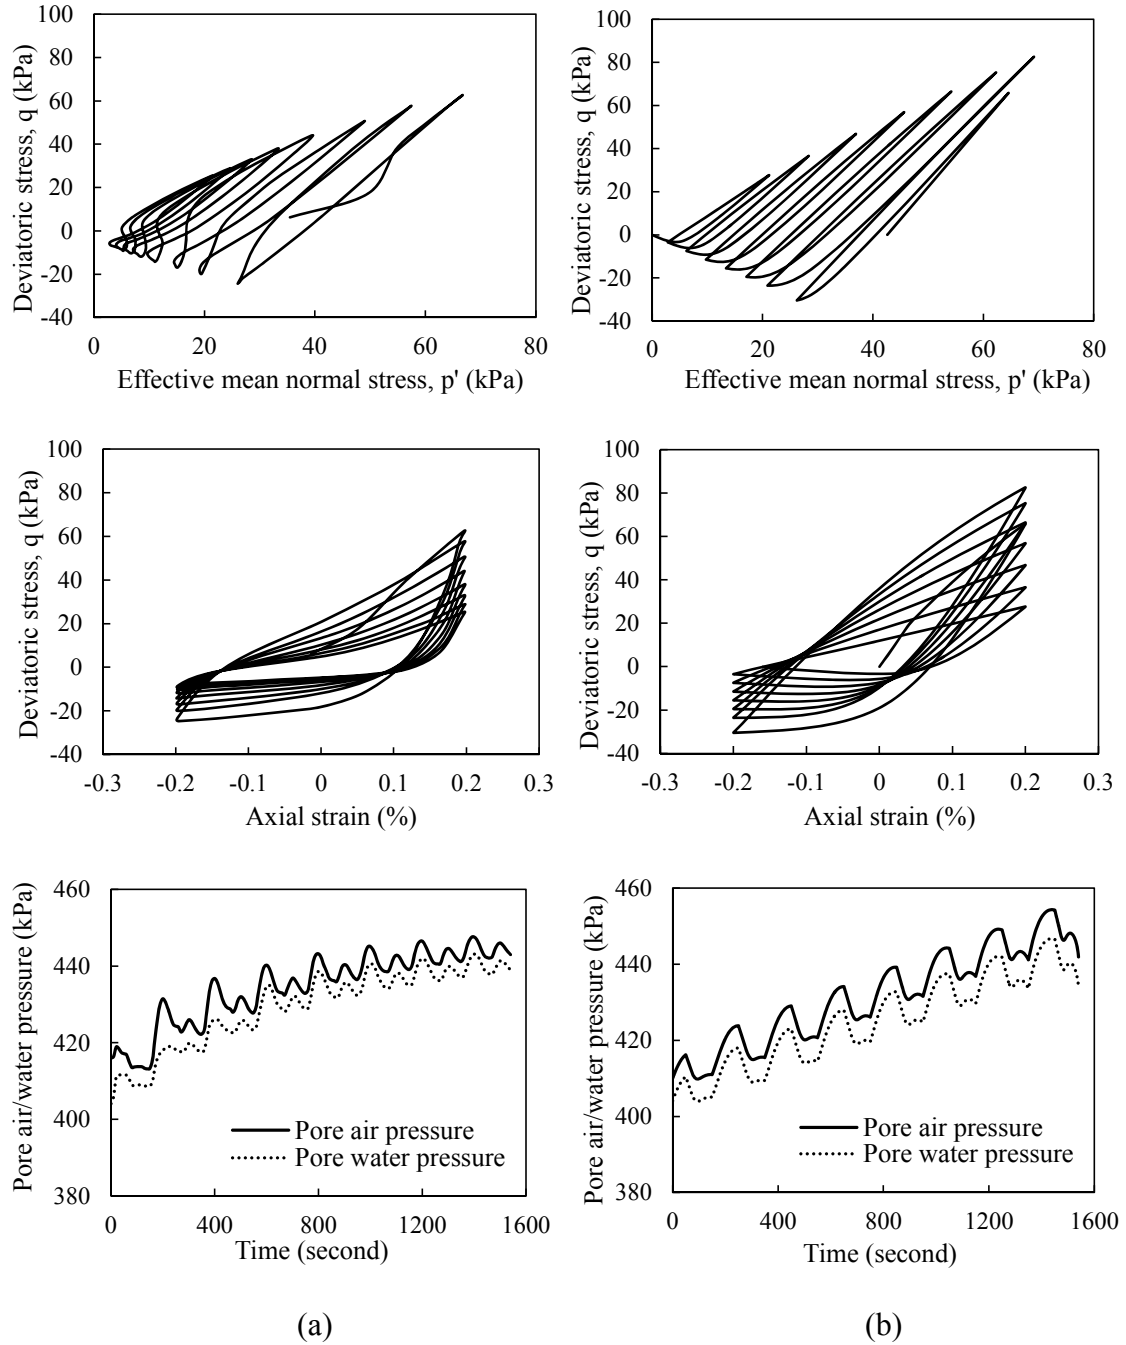 100
80
60
40
20
0
-20
-40
0 20 40 60 80
Deviatoric stress, q (kPa)
Effective mean normal stress, p' (kPa)
100
80
60
40
20
0
-20
-40
0 20 40 60 80
Deviatoric stress, q (kPa)
Effective mean normal stress, p' (kPa)
100
80
60
40
20
0
-20
-40
-0.3 -0.2 -0.1 0 0.1 0.2 0.3
Deviatoric stress, q (kPa)
Axial strain (%)
100
80
60
40
20
0
-20
-40
-0.3 -0.2 -0.1 0 0.1 0.2 0.3
Deviatoric stress, q (kPa)
Axial strain (%)
460
440
420
400
380
0 400 800 1200 1600
Pore air/water pressure (kPa)
Time (second)
Pore air pressure
Pore water pressure
460
440
420
400
380
0 400 800 1200 1600
Pore air/water pressure (kPa)
Time (second)
Pore air pressure
Pore water pressure
(a)
(b)